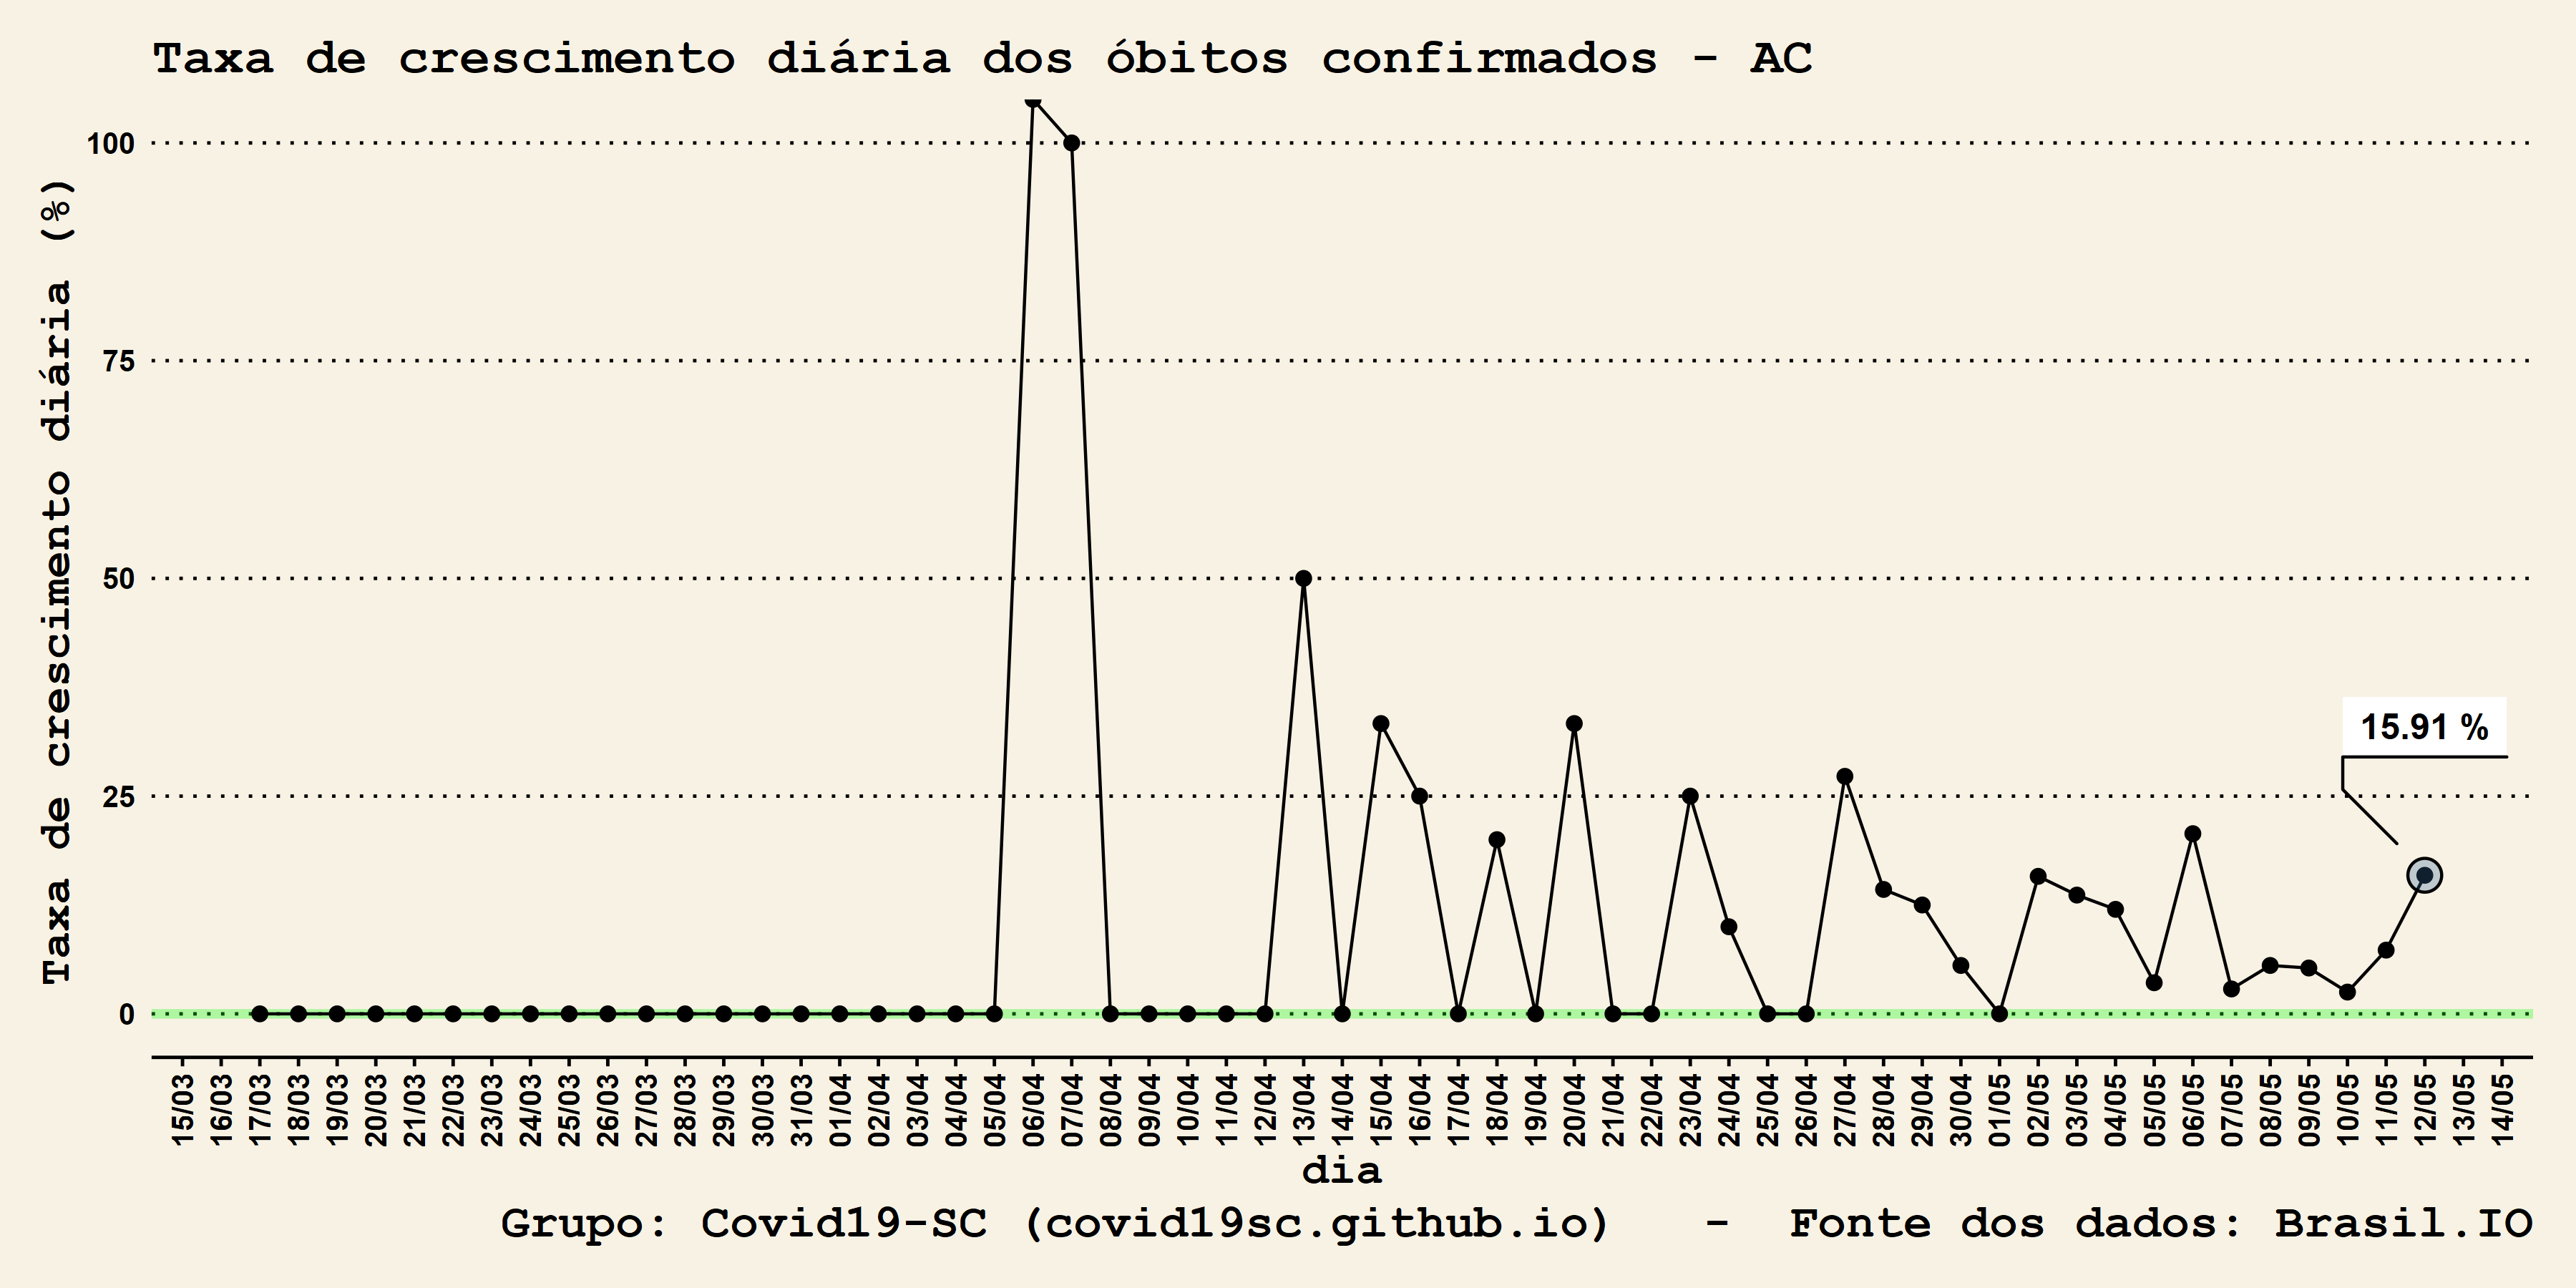 Taxa de crescimento diária dos óbitos confirmados - AC
Taxa de crescimento diária (%)
100
75
50
25
0
15.91 %
15/03 16/03 17/03 18/03 19/03 20/03 21/03 22/03 23/03 24/03 25/03 26/03 27/03 28/03 29/03 30/03 31/03 01/04 02/04 03/04 04/04 05/04 06/04 07/04 08/04 09/04 10/04 11/04 12/04 13/04 14/04 15/04 16/04 17/04 18/04 19/04 20/04 21/04 22/04 23/04 24/04 25/04 26/04 27/04 28/04 29/04 30/04 01/05 02/05 03/05 04/05 05/05 06/05 07/05 08/05 09/05 10/05 11/05 12/05 13/05 14/05
dia
Grupo: Covid19-SC (covid19sc.github.io) - Fonte dos dados: Brasil.IO